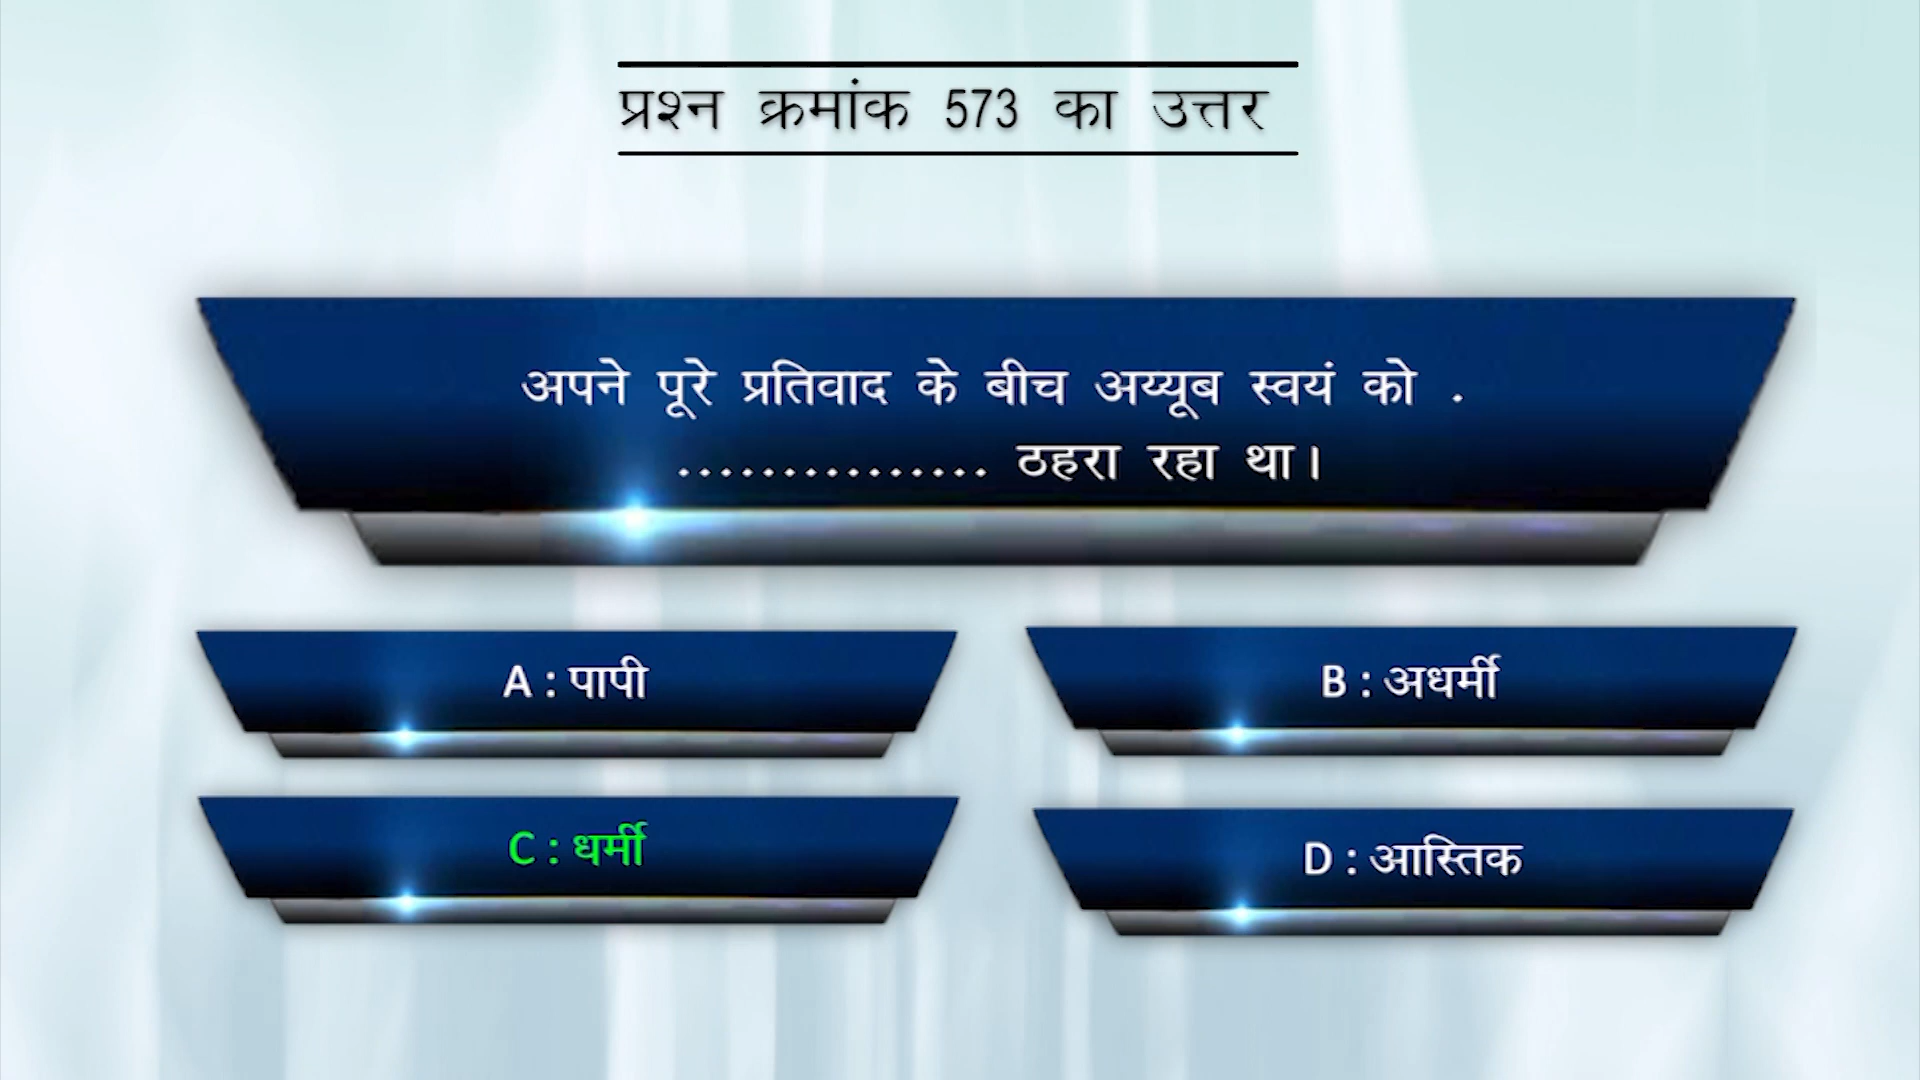 प्रश्न क्रमांक 573 का उत्तर
अपने पूरे प्रतिवाद के बीच अय्यूब स्वयं को .
............... ठहरा रहा था।
A : पापी
B : अधर्मी
C : धर्मी
D : आस्तिक